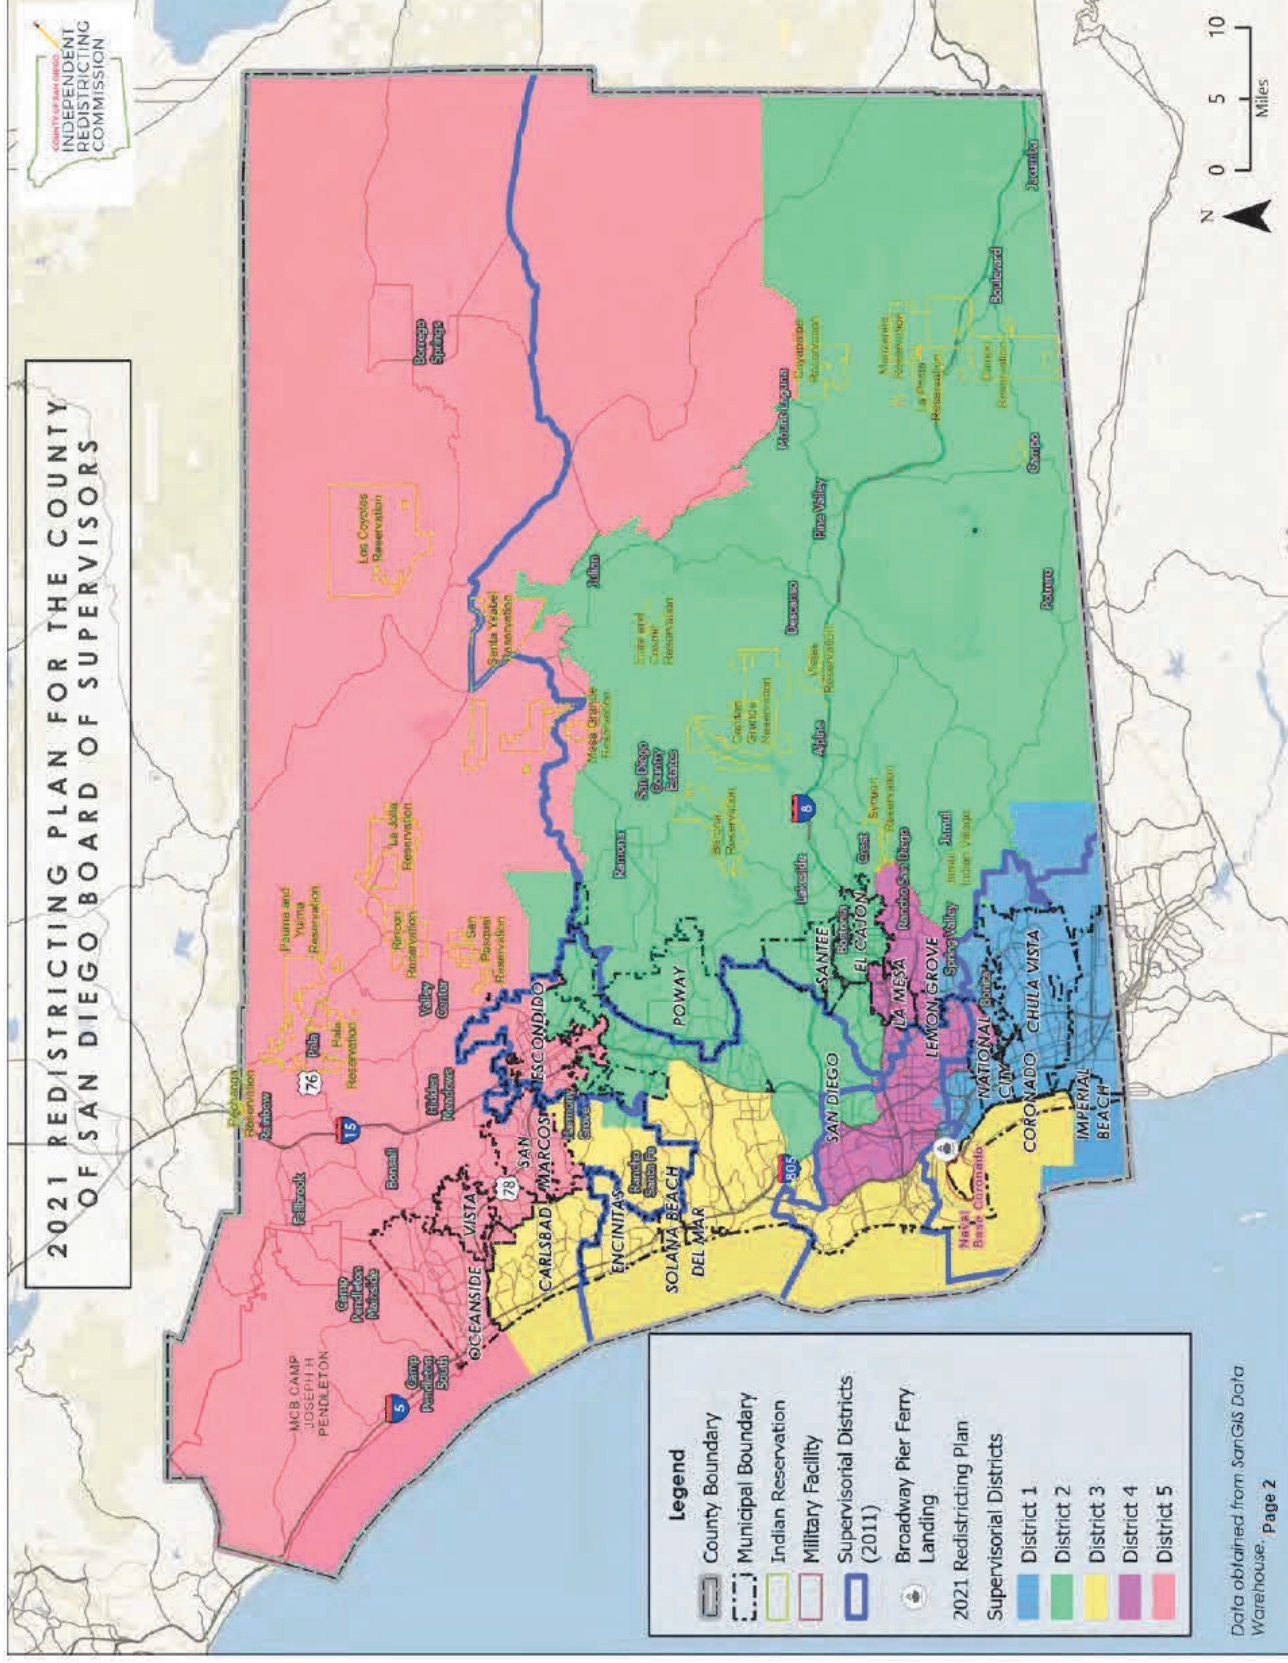 2021 REDISTRICTING PLAN FOR THE COUNTY
OF SAN DIEGO BOARD OF SUPERVISORS
COUNTY OF SAN DIEGO
INDEPENDENT
REDISTRICTING
COMMISSION
MCB CAMP
JOSEPH H
PENDLETON
5
Camp
Pendleton
South
Camp
Pendleton
Mainside
Fallbrook
Rainbow
Pechanga
Reservation
76
Pala
Pala
Reservation
Pauma and
Yuima
Reservation
15
Bonsall
Hidden
Meadows
Valley
Center
Rincon
Reservation
La Jolla
Reservation
San
Pasqual
Reservation
Los Coyotes
Reservation
Borrego
Springs
Santa Ysabel
Reservation
Mesa Grande
Reservation
Julian
OCEANSIDE
VISTA
78
SAN
MARCOS
ESCONDIDO
CARLSBAD
Harmony
Grove
ENCINITAS
Rancho
Santa Fe
SOLANA BEACH
DEL MAR
POWAY
Ramona
San Diego
Country
Estates
Inaja and
Cosmit
Reservation
Barona
Reservation
Capitan
Grande
Reservation
805
SAN DIEGO
SANTEE
Lakeside
8
Alpine
Viejas
Reservation
Descanso
Pine Valley
Mount Laguna
Cuyapaipe
Reservation
Bostonia
EL CAJON
Crest
Sycuan
Reservation
Manzanita
Reservation
La Posta
Reservation
LA MESA
Rancho San Diego
LEMON GROVE
Spring Valley
Jamul
Jamul
Indian Village
Campo
Reservation
Boulevard
Jacumba
Campo
Potrero
Naval
Base Coronado
NATIONAL
CITY
Bonita
CORONADO
CHULA VISTA
IMPERIAL
BEACH
Legend
County Boundary
Municipal Boundary
Indian Reservation
Military Facility
Supervisorial Districts
(2011)
Broadway Pier Ferry
Landing
2021 Redistricting Plan
Supervisorial Districts
District 1
District 2
District 3
District 4
District 5
N
0 5 10
Miles
Data obtained from SanGIS Data
Warehouse.
Page 2